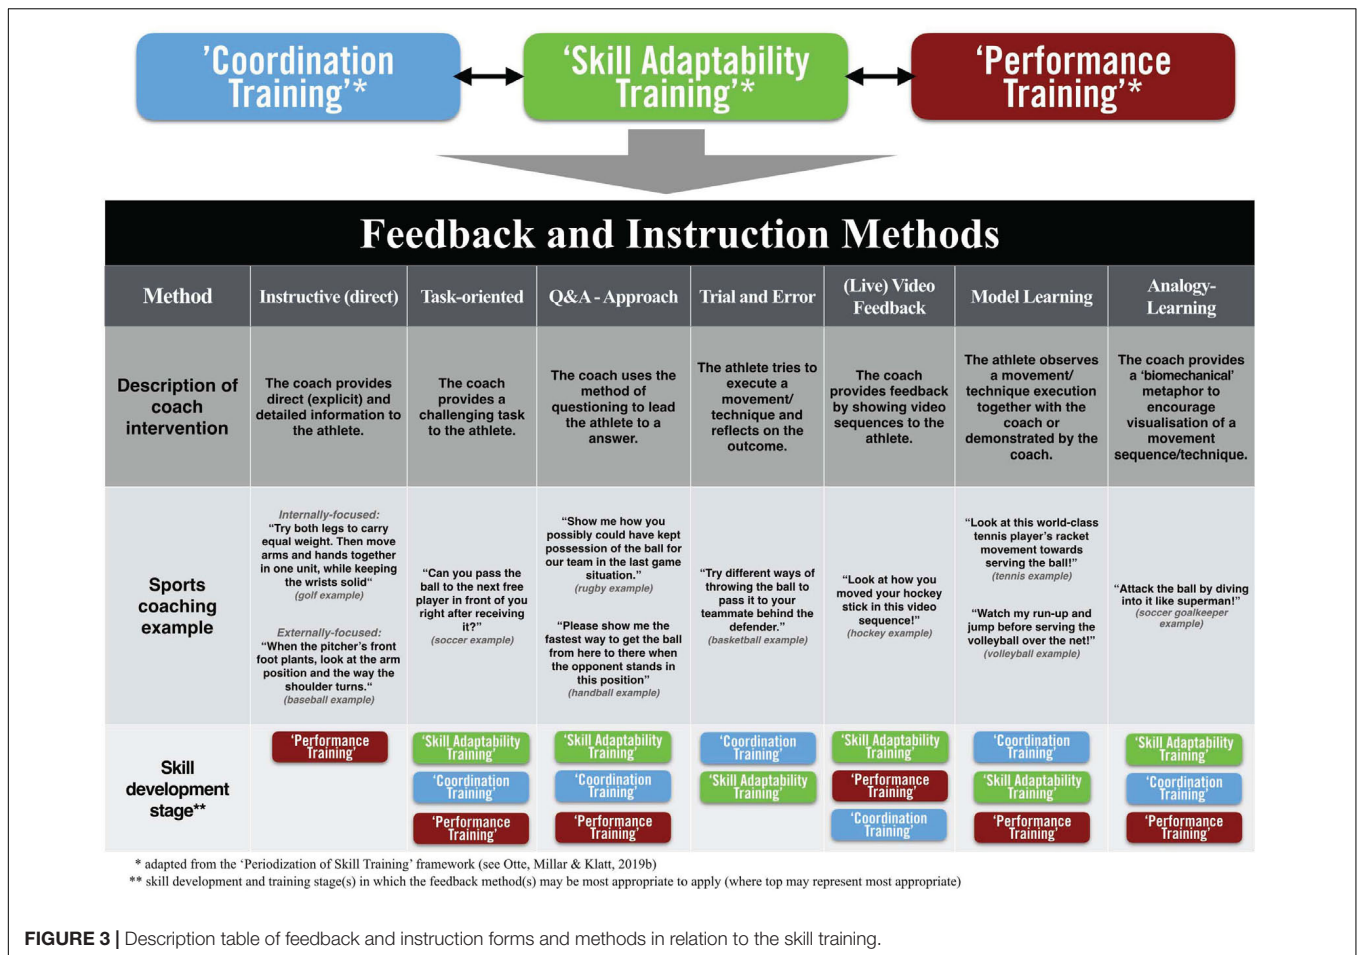 'Coordination
Training'*
'Skill Adaptability
Training'*
'Performance
Training'*
Feedback and Instruction Methods
Method
Instructive (direct)
Task-oriented
Q&A - Approach
Trial and Error
(Live) Video
Feedback
Model Learning
Analogy-
Learning
Description of
coach
intervention
The coach provides
direct (explicit) and
detailed information to
the athlete.
The coach
provides a
challenging task
to the athlete.
The coach uses the
method of
questioning to lead
the athlete to a
answer.
The athlete tries to
execute a
movement/
technique and
reflects on the
outcome.
The coach
provides feedback
by showing video
sequences to the
athlete.
The athlete observes
a movement/
technique execution
together with the
coach or
demonstrated by the
coach.
The coach provides
a 'biomechanical'
metaphor to
encourage
visualisation of a
movement
sequence/technique.
Sports
coaching
example
Internally-focused:
"Try both legs to carry
equal weight. Then move
arms and hands together
in one unit, while keeping
the wrists solid"
(golf example)
Externally-focused:
"When the pitcher's front
foot plants, look at the arm
position and the way the
shoulder turns."
(baseball example)
"Can you pass the
ball to the next free
player in front of you
right after receiving
it?"
(soccer example)
"Show me how you
possibly could have kept
possession of the ball for
our team in the last game
situation."
(rugby example)
"Please show me the
fastest way to get the ball
from here to there when
the opponent stands in
this position"
(handball example)
"Try different ways of
throwing the ball to
pass it to your
teammate behind the
defender."
(basketball example)
"Look at how you
moved your hockey
stick in this video
sequence!"
(hockey example)
"Look at this world-class
tennis player's racket
movement towards
serving the ball!"
(tennis example)
"Watch my run-up and
jump before serving the
volleyball over the net!"
(volleyball example)
"Attack the ball by diving
into it like superman!"
(soccer goalkeeper
example)
Skill
development
stage**
'Performance
Training'
'Skill Adaptability
Training'
'Coordination
Training'
'Performance
Training'
'Skill Adaptability
Training'
'Coordination
Training'
'Performance
Training'
'Coordination
Training'
'Skill Adaptability
Training'
'Skill Adaptability
Training'
'Performance
Training'
'Coordination
Training'
'Coordination
Training'
'Skill Adaptability
Training'
'Performance
Training'
'Skill Adaptability
Training'
'Coordination
Training'
'Performance
Training'
* adapted from the 'Periodization of Skill Training' framework (see Otte, Millar & Klatt, 2019b)
** skill development and training stage(s) in which the feedback method(s) may be most appropriate to apply (where top may represent most appropriate)
FIGURE 3 | Description table of feedback and instruction forms and methods in relation to the skill training.